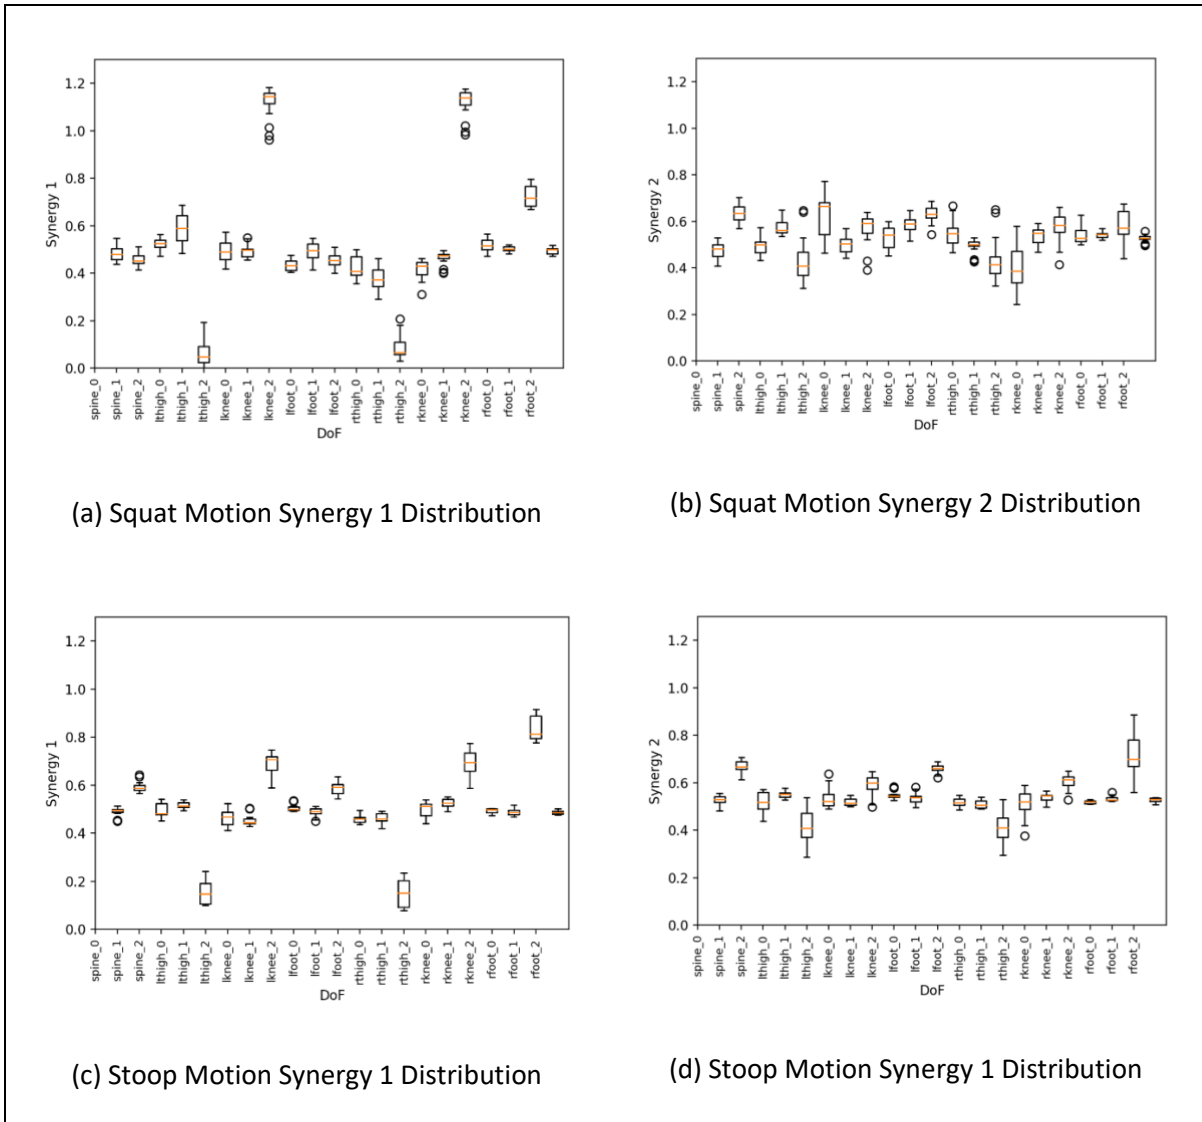 1.2
1.0
0.8
0.6
0.4
0.2
0.0
Synergy 1
spine_0
spine_1
spine_2
lthigh_0
lthigh_1
lthigh_2
lknee_0
lknee_1
lknee_2
lfoot_0
lfoot_1
lfoot_2
rthigh_0
rthigh_1
rthigh_2
rknee_0
rknee_1
rknee_2
rfoot_0
rfoot_1
rfoot_2
DoF
(a) Squat Motion Synergy 1 Distribution
1.2
1.0
0.8
0.6
0.4
0.2
0.0
Synergy 2
spine_0
spine_1
spine_2
lthigh_0
lthigh_1
lthigh_2
lknee_0
lknee_1
lknee_2
lfoot_0
lfoot_1
lfoot_2
rthigh_0
rthigh_1
rthigh_2
rknee_0
rknee_1
rknee_2
rfoot_0
rfoot_1
rfoot_2
DoF
(b) Squat Motion Synergy 2 Distribution
1.2
1.0
0.8
0.6
0.4
0.2
0.0
Synergy 1
spine_0
spine_1
spine_2
lthigh_0
lthigh_1
lthigh_2
lknee_0
lknee_1
lknee_2
lfoot_0
lfoot_1
lfoot_2
rthigh_0
rthigh_1
rthigh_2
rknee_0
rknee_1
rknee_2
rfoot_0
rfoot_1
rfoot_2
DoF
(c) Stoop Motion Synergy 1 Distribution
1.2
1.0
0.8
0.6
0.4
0.2
0.0
Synergy 2
spine_0
spine_1
spine_2
lthigh_0
lthigh_1
lthigh_2
lknee_0
lknee_1
lknee_2
lfoot_0
lfoot_1
lfoot_2
rthigh_0
rthigh_1
rthigh_2
rknee_0
rknee_1
rknee_2
rfoot_0
rfoot_1
rfoot_2
DoF
(d) Stoop Motion Synergy 1 Distribution